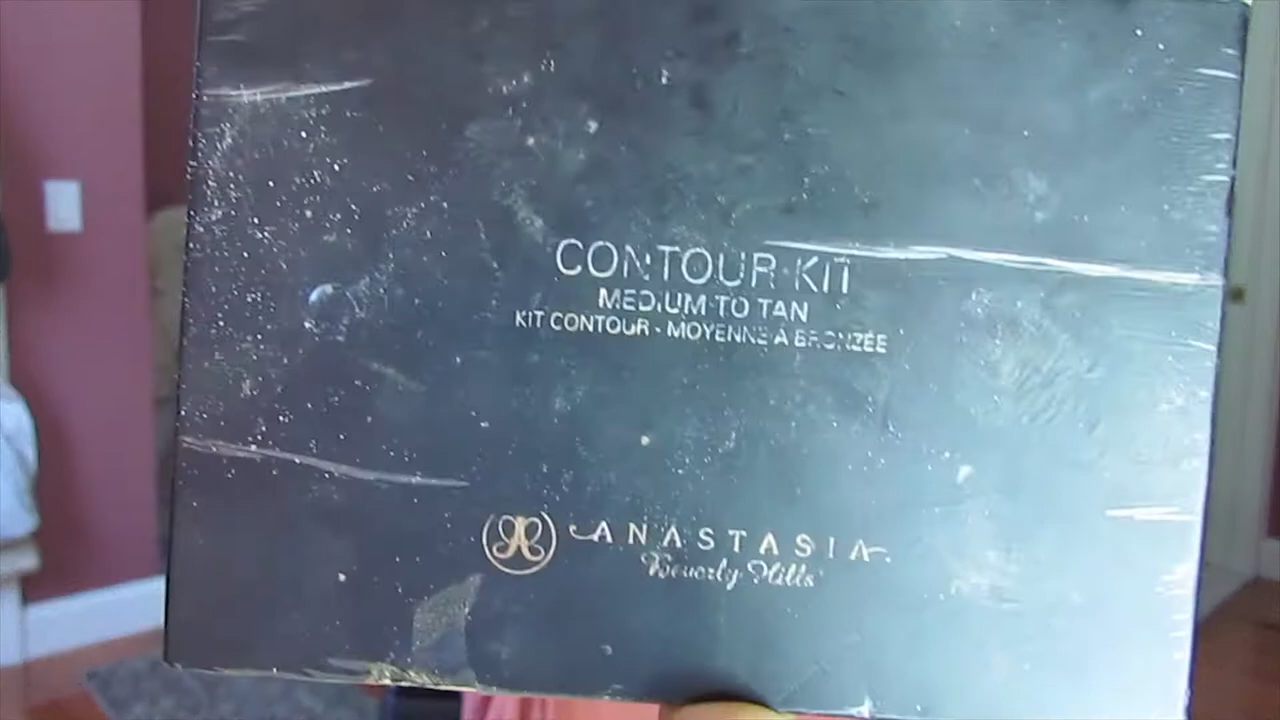 CONTOUR KIT
MEDIUM TO TAN
KIT CONTOUR - MOYENNE À BRONZÉE
ANASTASIA
Beverly Hills